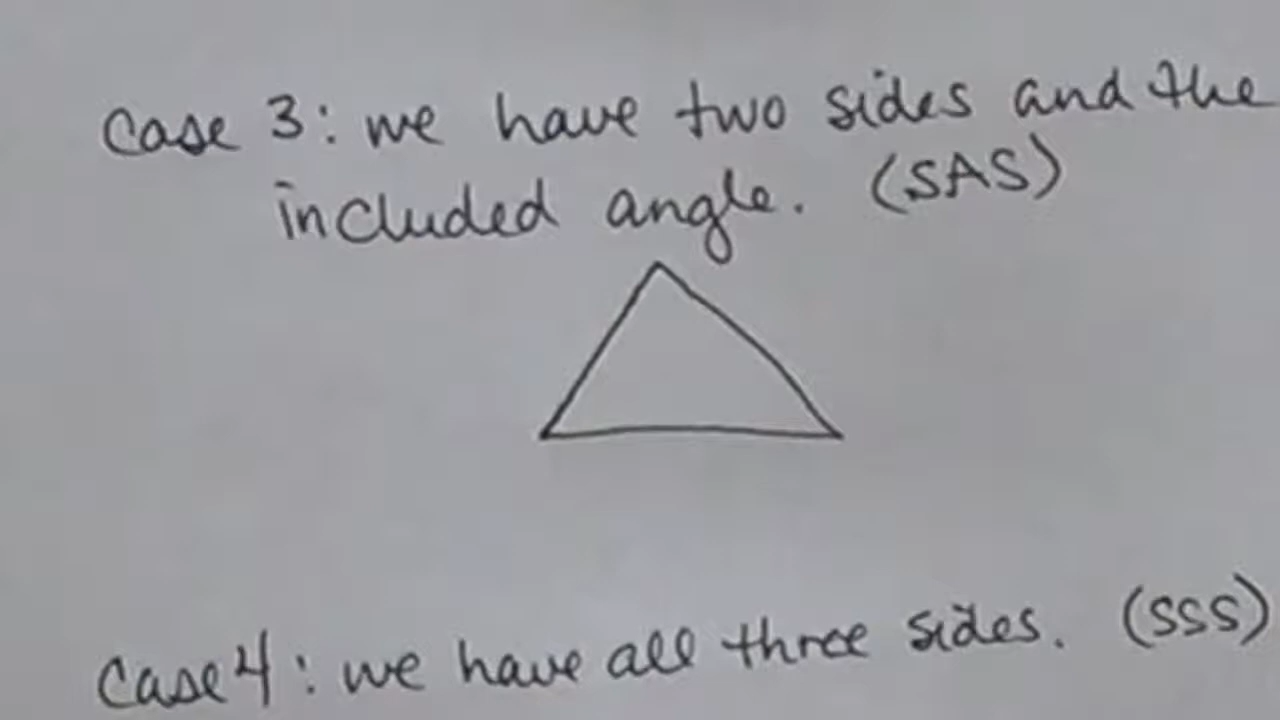 Case 3: we have two sides and the
included angle. (SAS)
Case 4: we have all three sides. (SSS)